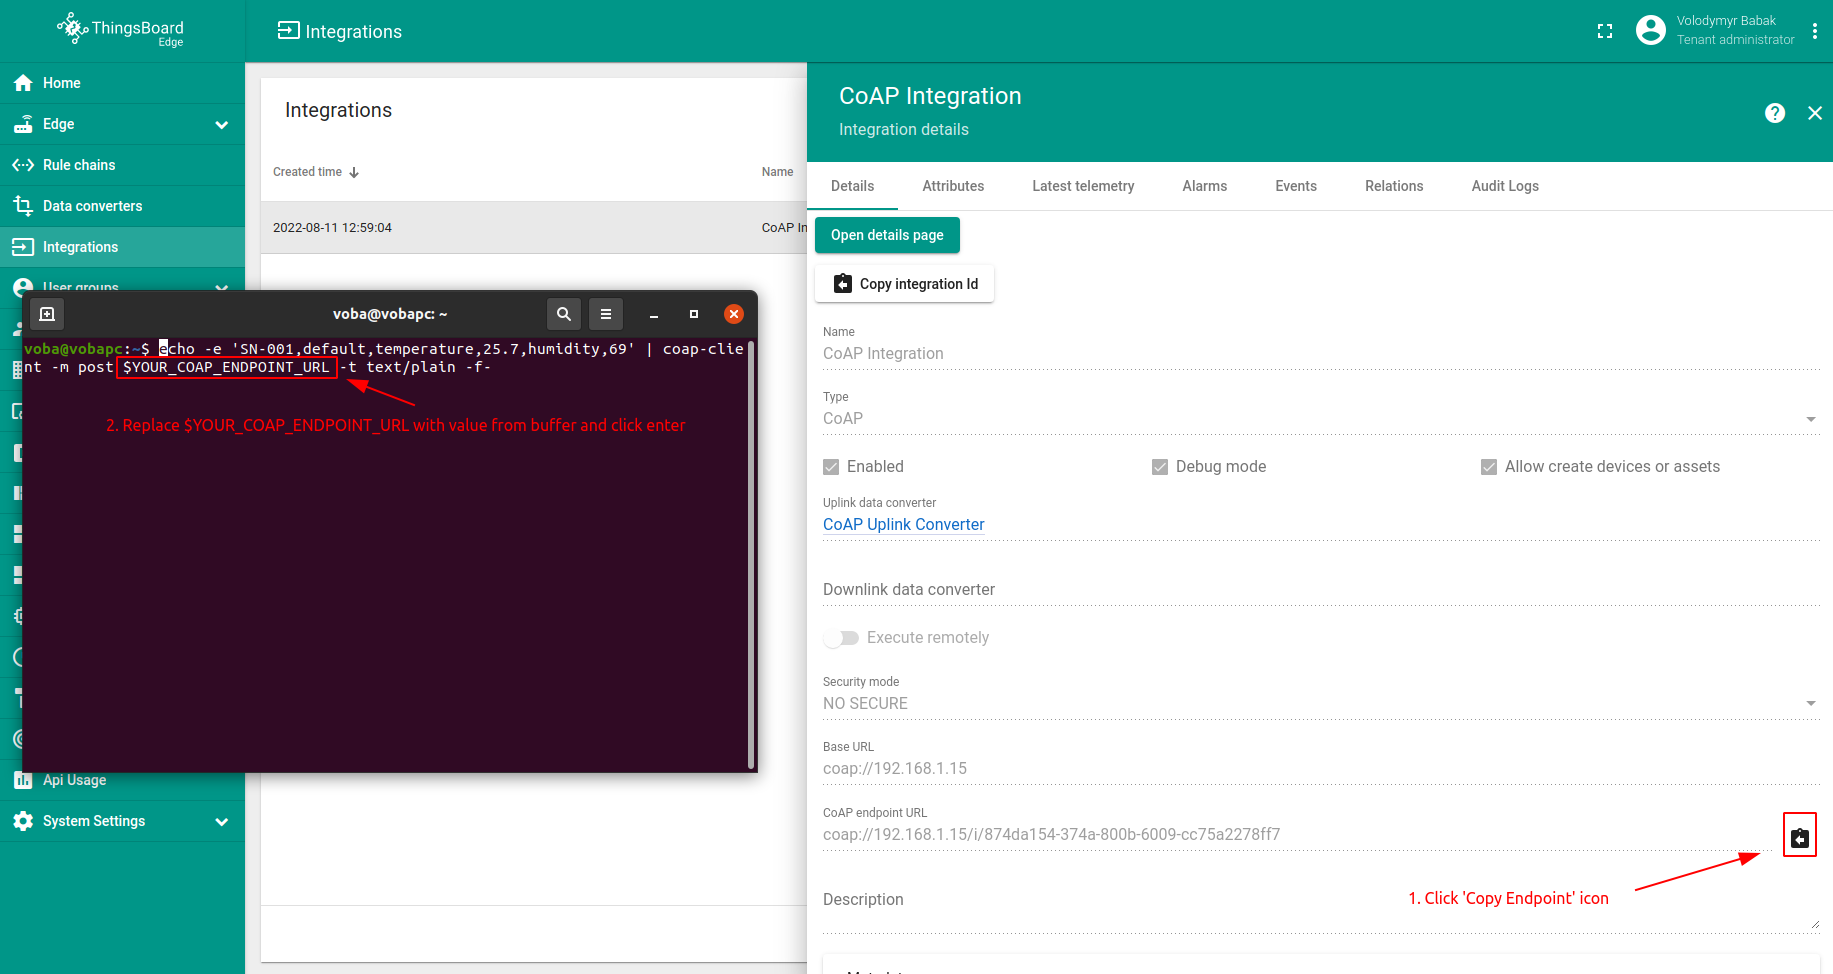 ThingsBoard
Edge
Integrations
Volodymyr Babak
Tenant administrator
Home
Edge
Rule chains
Data converters
Integrations
User groups
Api Usage
System Settings
Integrations
Created time
Name
2022-08-11 12:59:04
CoAP In
voba@vobapc: ~
voba@vobapc:~$ echo -e 'SN-001,default,temperature,25.7,humidity,69' | coap-clie
nt -m post $YOUR_COAP_ENDPOINT_URL -t text/plain -f-
2. Replace $YOUR_COAP_ENDPOINT_URL with value from buffer and click enter
CoAP Integration
Integration details
Details
Attributes
Latest telemetry
Alarms
Events
Relations
Audit Logs
Open details page
Copy integration Id
Name
CoAP Integration
Type
CoAP
Enabled
Debug mode
Allow create devices or assets
Uplink data converter
CoAP Uplink Converter
Downlink data converter
Execute remotely
Security mode
NO SECURE
Base URL
coap://192.168.1.15
CoAP endpoint URL
coap://192.168.1.15/i/874da154-374a-800b-6009-cc75a2278ff7
1. Click 'Copy Endpoint' icon
Description